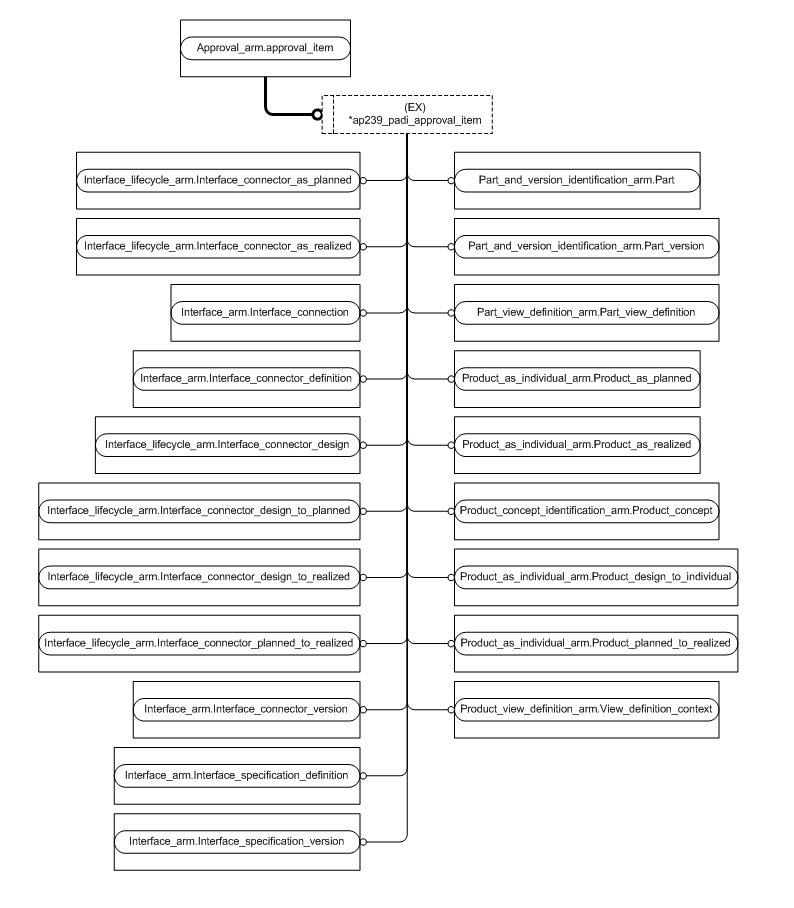 Approval_arm.approval_item
(EX)
*ap239_padi_approval_item
Interface_lifecycle_arm.Interface_connector_as_planned
Part_and_version_identification_arm.Part
Interface_lifecycle_arm.Interface_connector_as_realized
Part_and_version_identification_arm.Part_version
Interface_arm.Interface_connection
Part_view_definition_arm.Part_view_definition
Interface_arm.Interface_connector_definition
Product_as_individual_arm.Product_as_planned
Interface_lifecycle_arm.Interface_connector_design
Product_as_individual_arm.Product_as_realized
Interface_lifecycle_arm.Interface_connector_design_to_planned
Product_concept_identification_arm.Product_concept
Interface_lifecycle_arm.Interface_connector_design_to_realized
Product_as_individual_arm.Product_design_to_individual
Interface_lifecycle_arm.Interface_connector_planned_to_realized
Product_as_individual_arm.Product_planned_to_realized
Interface_arm.Interface_connector_version
Product_view_definition_arm.View_definition_context
Interface_arm.Interface_specification_definition
Interface_arm.Interface_specification_version